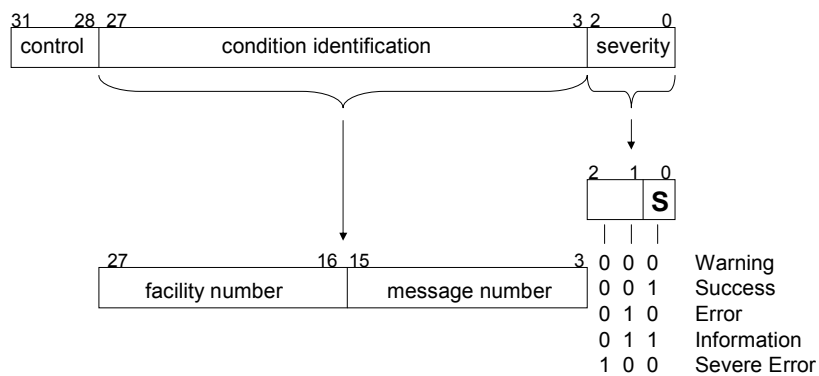 31 28 27 3 2 0
control condition identification severity
2 1 0
S
27 16 15 3
facility number message number
0 0 0 Warning
0 0 1 Success
0 1 0 Error
0 1 1 Information
1 0 0 Severe Error